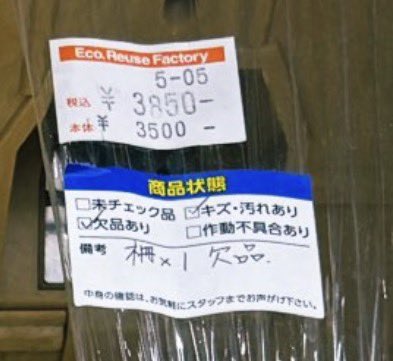 Eco.Reuse Factory
5-05
税込 ¥ 3850-
本体 ¥ 3500 -
商品状態
□未チェック品 ☑キズ・汚れあり
☑欠品あり □作動不具合あり
備考 柵×1 欠品.
中身の確認は、お気軽にスタッフまでお声がけ下さい。